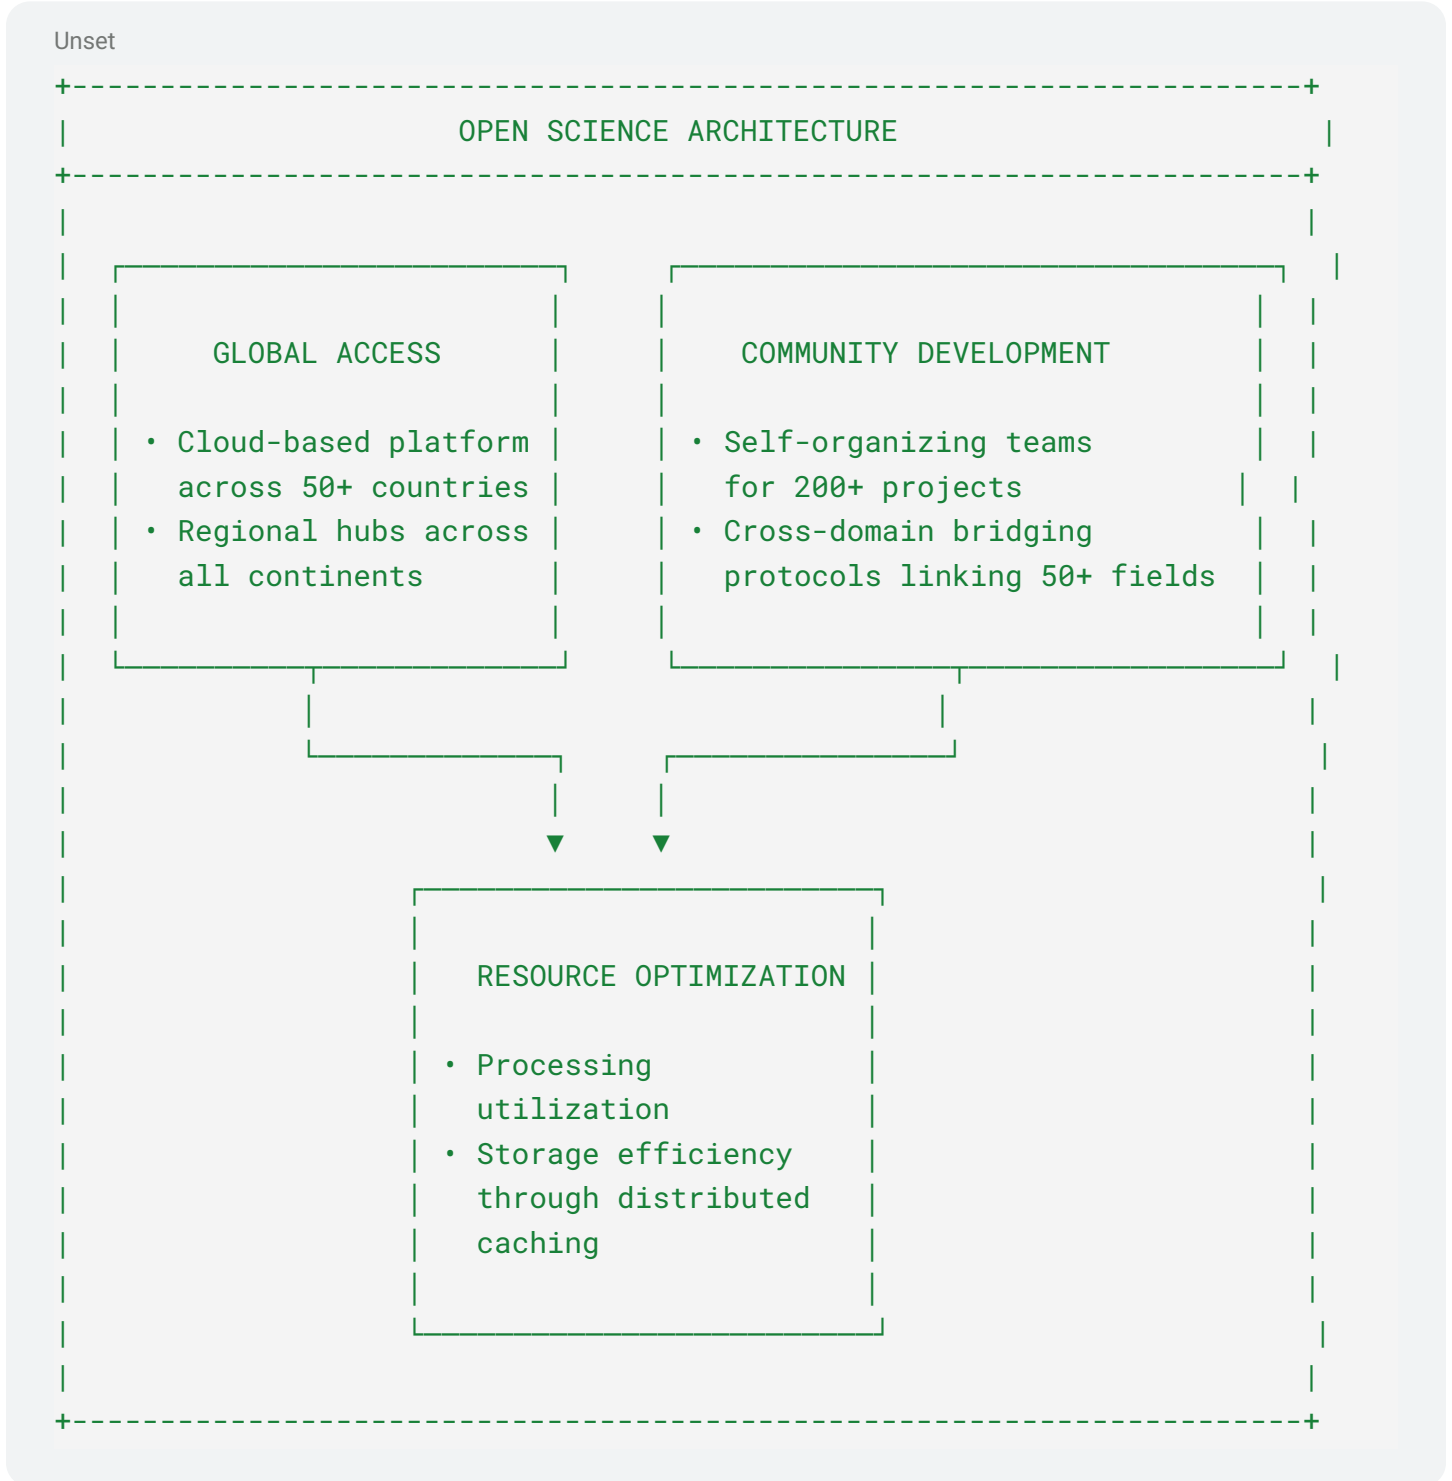 Unset
OPEN SCIENCE ARCHITECTURE
GLOBAL ACCESS
• Cloud-based platform
across 50+ countries
• Regional hubs across
all continents
COMMUNITY DEVELOPMENT
• Self-organizing teams
for 200+ projects
• Cross-domain bridging
protocols linking 50+ fields
RESOURCE OPTIMIZATION
• Processing
utilization
• Storage efficiency
through distributed
caching